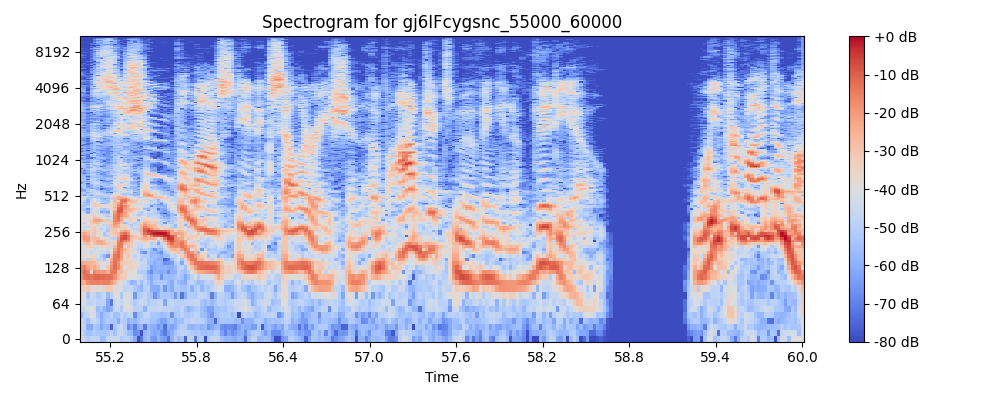 Spectrogram for gj6IFcygsnc_55000_60000
8192
4096
2048
1024
512
256
128
64
0
Hz
55.2 55.8 56.4 57.0 57.6 58.2 58.8 59.4 60.0
Time
+0 dB
-10 dB
-20 dB
-30 dB
-40 dB
-50 dB
-60 dB
-70 dB
-80 dB